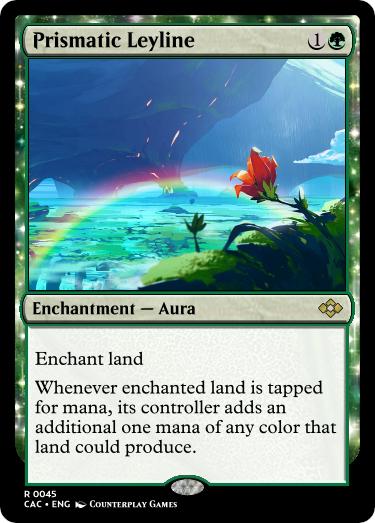 Prismatic Leyline 1
Enchantment — Aura
Enchant land
Whenever enchanted land is tapped
for mana, its controller adds an
additional one mana of any color that
land could produce.
R 0045
CAC • ENG Counterplay Games